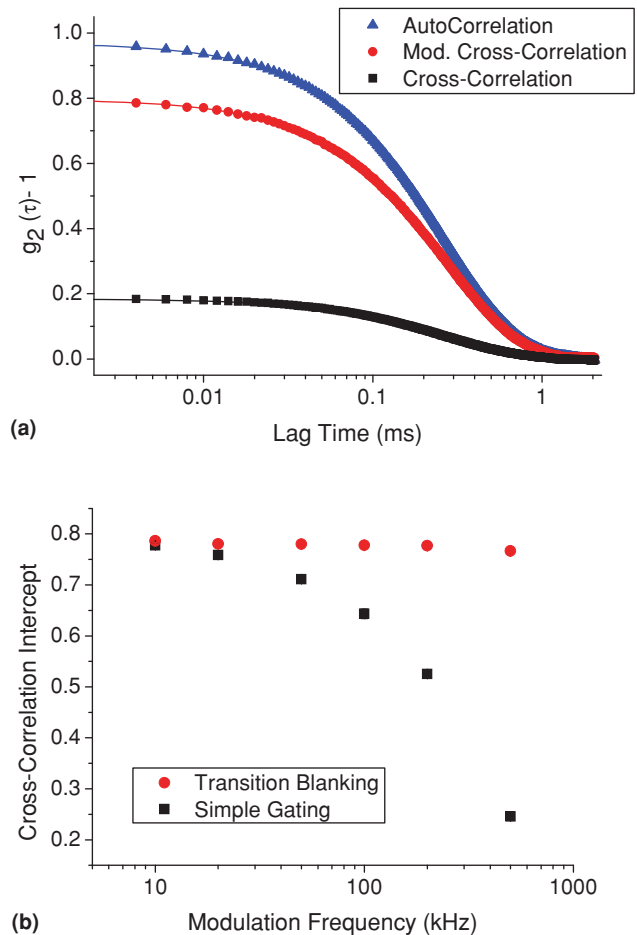 AutoCorrelation
Mod. Cross-Correlation
Cross-Correlation
1.0
0.8
0.6
0.4
0.2
0.0
g2 (τ)- 1
0.01
0.1
1
(a)
Lag Time (ms)
0.8
0.7
0.6
0.5
0.4
0.3
0.2
Cross-Correlation Intercept
Transition Blanking
Simple Gating
10
100
1000
(b)
Modulation Frequency (kHz)